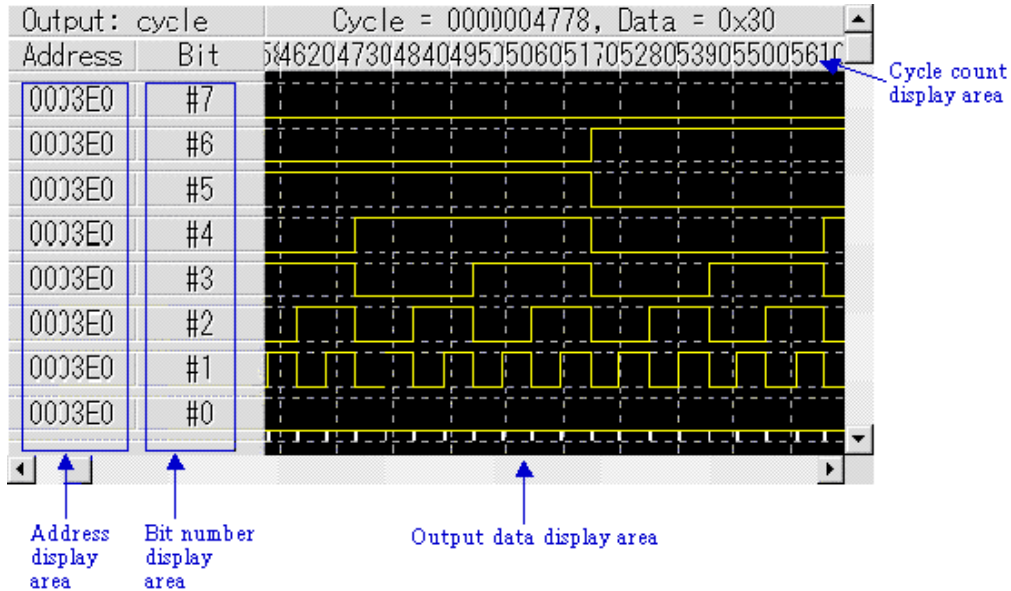 Output: cycle Cycle = 0000004778, Data = 0x30
Address Bit 584620473048404950506051705280539055005610
Cycle count
display area
0003E0 #7
0003E0 #6
0003E0 #5
0003E0 #4
0003E0 #3
0003E0 #2
0003E0 #1
0003E0 #0
Address
display
area
Bit number
display
area
Output data display area